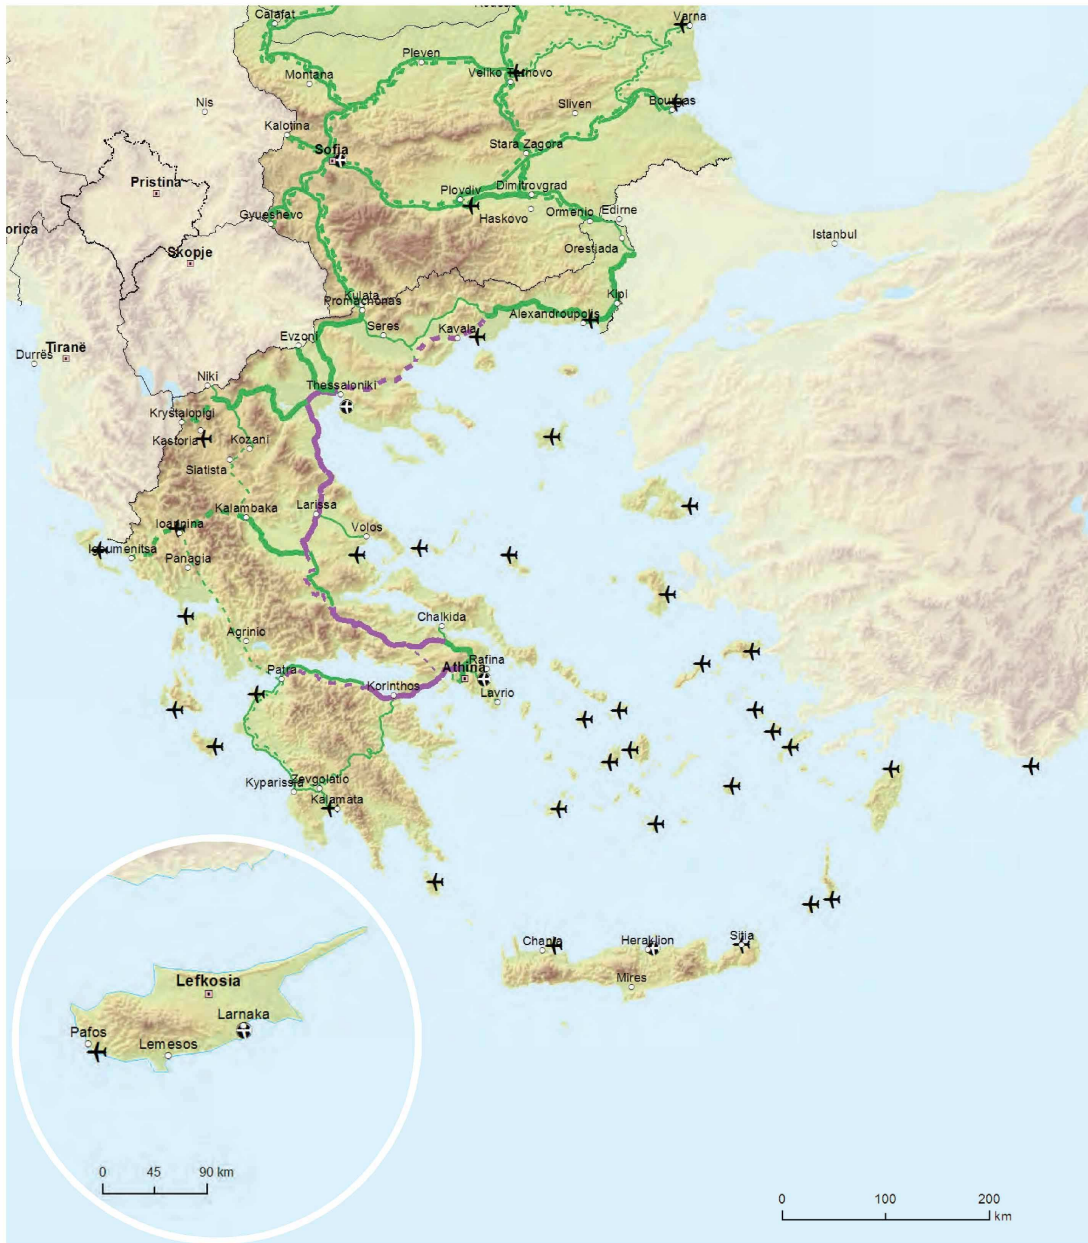 Calafat
Varna
Pleven
Montana
Veliko Tarnovo
Nis
Sliven
Bourgas
Kalotina
Sofia
Stara Zagora
Pristina
Plovdiv
Dimitrovgrad
Haskovo
Ormenio
Edirne
Gyueshevo
orica
Skopje
Istanbul
Orestiada
Kulata
Promachonas
Kipi
Alexandroupolis
Seres
Kavala
Evzoni
Tiranë
Durrës
Niki
Thessaloniki
Krystalopigi
Kastoria
Kozani
Siatista
Kalambaka
Larissa
Ioannina
Volos
Igoumenitsa
Panagia
Chalkida
Agrinio
Rafina
Athina
Patra
Korinthos
Lavrio
Zevgolatio
Kyparissia
Kalamata
Chania
Heraklion
Sitia
Mires
Lefkosia
Larnaka
Pafos
Lemesos
0 45 90 km
0 100 200
km